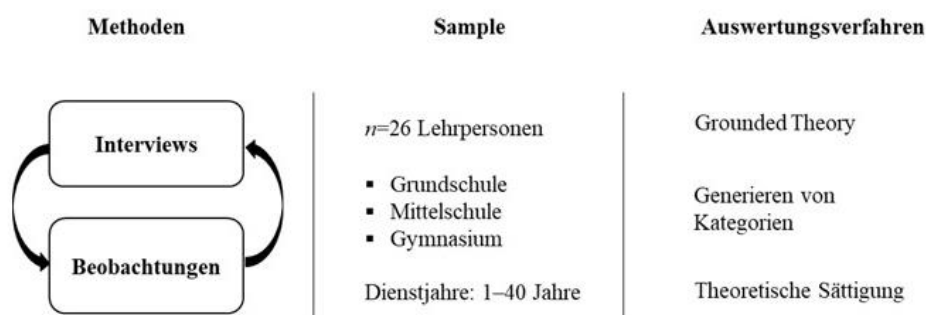 Methoden
Interviews
Beobachtungen
Sample
n=26 Lehrpersonen
▪ Grundschule
▪ Mittelschule
▪ Gymnasium
Dienstjahre: 1–40 Jahre
Auswertungsverfahren
Grounded Theory
Generieren von
Kategorien
Theoretische Sättigung